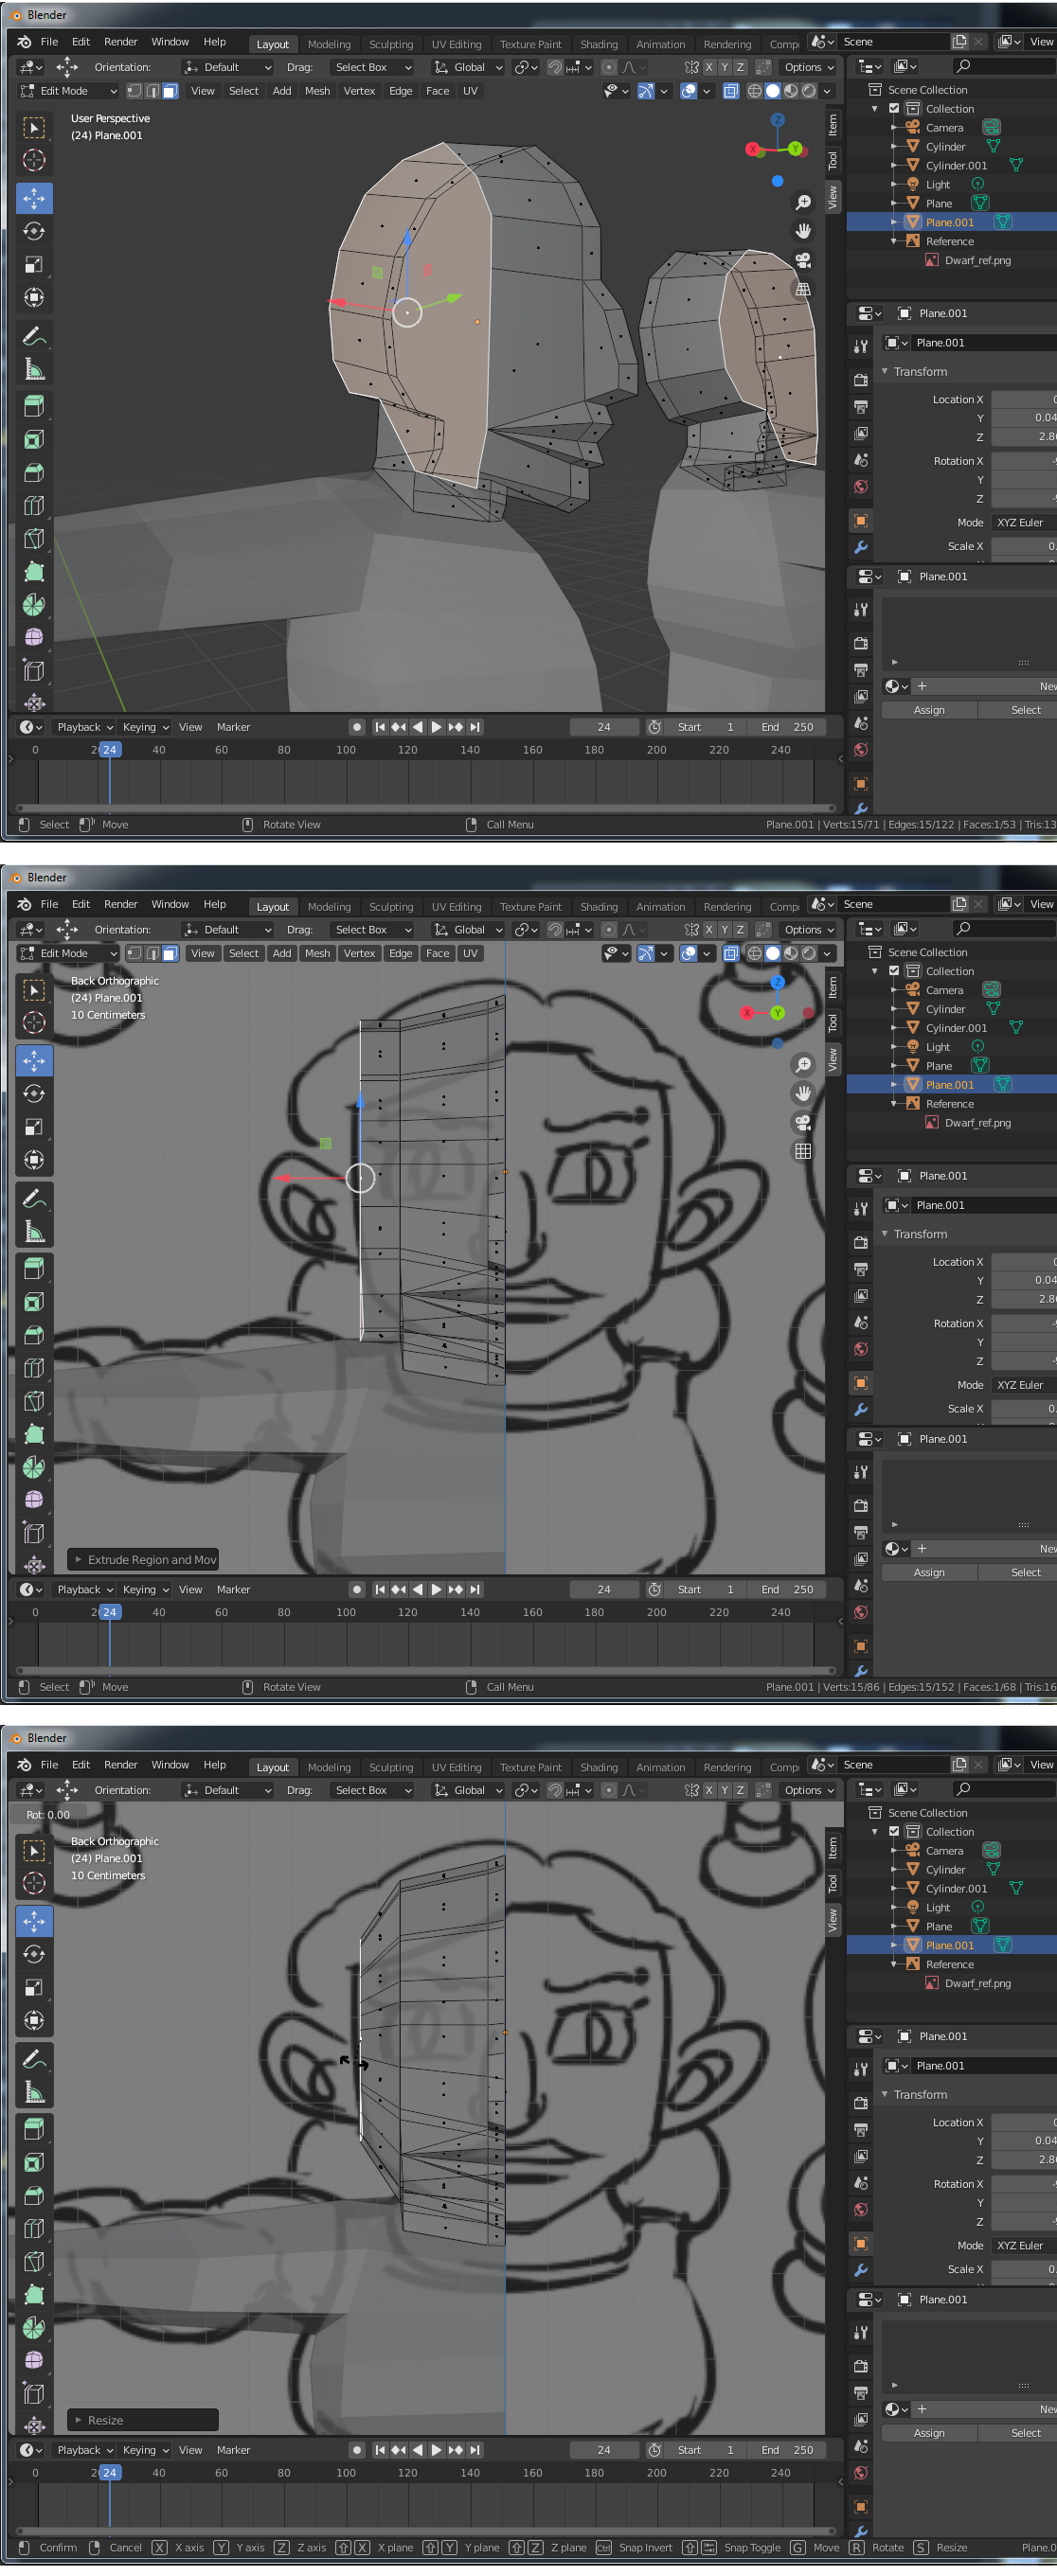 Blender
File Edit Render Window Help Layout Modeling Sculpting UV Editing Texture Paint Shading Animation Rendering Comp Scene View
Orientation: Default Drag: Select Box Global X Y Z Options
Edit Mode View Select Add Mesh Vertex Edge Face UV
User Perspective
(24) Plane.001
Z
X Y
Item
Tool
View
Scene Collection
Collection
Camera
Cylinder
Cylinder.001
Light
Plane
Plane.001
Reference
Dwarf_ref.png
Plane.001
Plane.001
Transform
Location X 0
Y 0.04
Z 2.8
Rotation X
Y
Z
Mode XYZ Euler
Scale X 0.
Plane.001
New
Assign Select
Playback Keying View Marker 24 Start 1 End 250
0 24 40 60 80 100 120 140 160 180 200 220 240
Select Move Rotate View Call Menu Plane.001 | Verts:15/71 | Edges:15/122 | Faces:1/53 | Tris:13
Blender
File Edit Render Window Help Layout Modeling Sculpting UV Editing Texture Paint Shading Animation Rendering Comp Scene View
Orientation: Default Drag: Select Box Global X Y Z Options
Edit Mode View Select Add Mesh Vertex Edge Face UV
Back Orthographic
(24) Plane.001
10 Centimeters
Z
X Y
Item
Tool
View
Scene Collection
Collection
Camera
Cylinder
Cylinder.001
Light
Plane
Plane.001
Reference
Dwarf_ref.png
Plane.001
Plane.001
Transform
Location X 0
Y 0.04
Z 2.8
Rotation X
Y
Z
Mode XYZ Euler
Scale X 0.
Plane.001
New
Assign Select
Extrude Region and Mov
Playback Keying View Marker 24 Start 1 End 250
0 24 40 60 80 100 120 140 160 180 200 220 240
Select Move Rotate View Call Menu Plane.001 | Verts:15/86 | Edges:15/152 | Faces:1/68 | Tris:16
Blender
File Edit Render Window Help Layout Modeling Sculpting UV Editing Texture Paint Shading Animation Rendering Comp Scene View
Orientation: Default Drag: Select Box Global X Y Z Options
Rot: 0.00
Back Orthographic
(24) Plane.001
10 Centimeters
Item
Tool
View
Scene Collection
Collection
Camera
Cylinder
Cylinder.001
Light
Plane
Plane.001
Reference
Dwarf_ref.png
Plane.001
Plane.001
Transform
Location X 0
Y 0.04
Z 2.8
Rotation X
Y
Z
Mode XYZ Euler
Scale X 0.
Plane.001
New
Assign Select
Resize
Playback Keying View Marker 24 Start 1 End 250
0 24 40 60 80 100 120 140 160 180 200 220 240
Confirm Cancel X X axis Y Y axis Z Z axis X X plane Y Y plane Z Z plane Ctrl Snap Invert Snap Toggle G Move R Rotate S Resize Plane.0